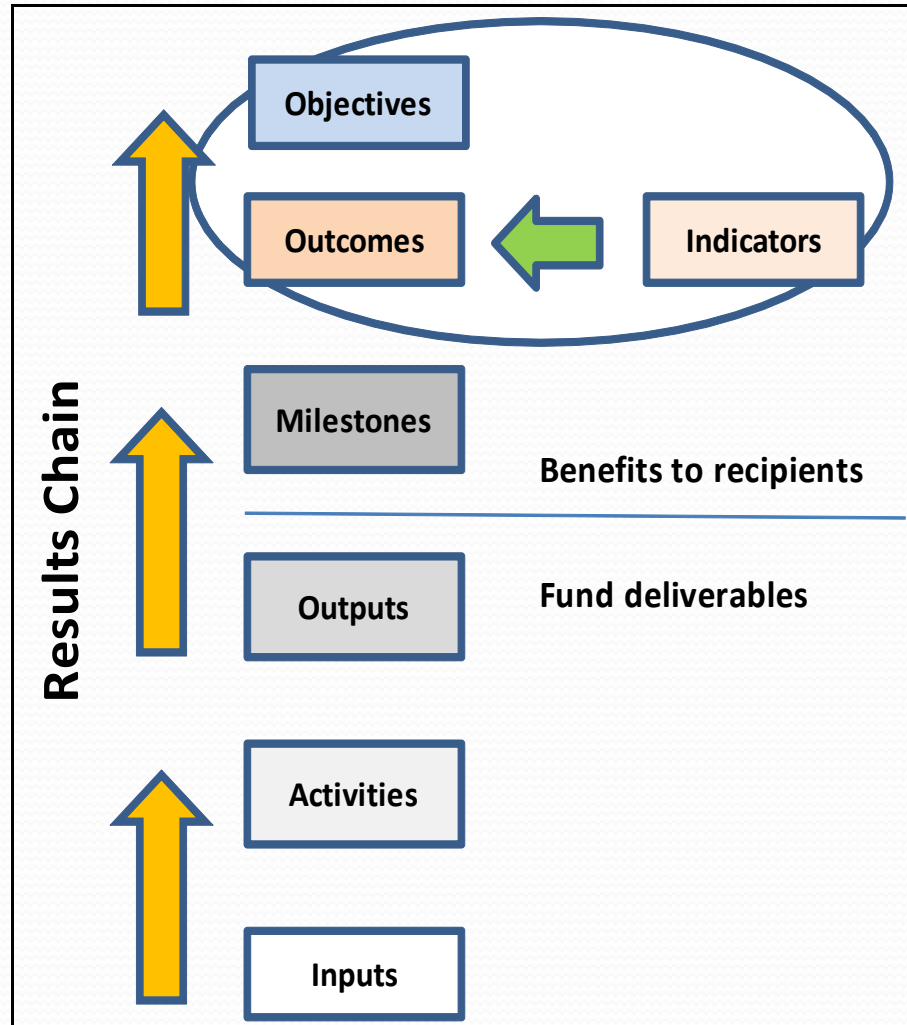 Objectives
Outcomes
Indicators
Milestones
Benefits to recipients
Results Chain
Outputs
Fund deliverables
Activities
Inputs